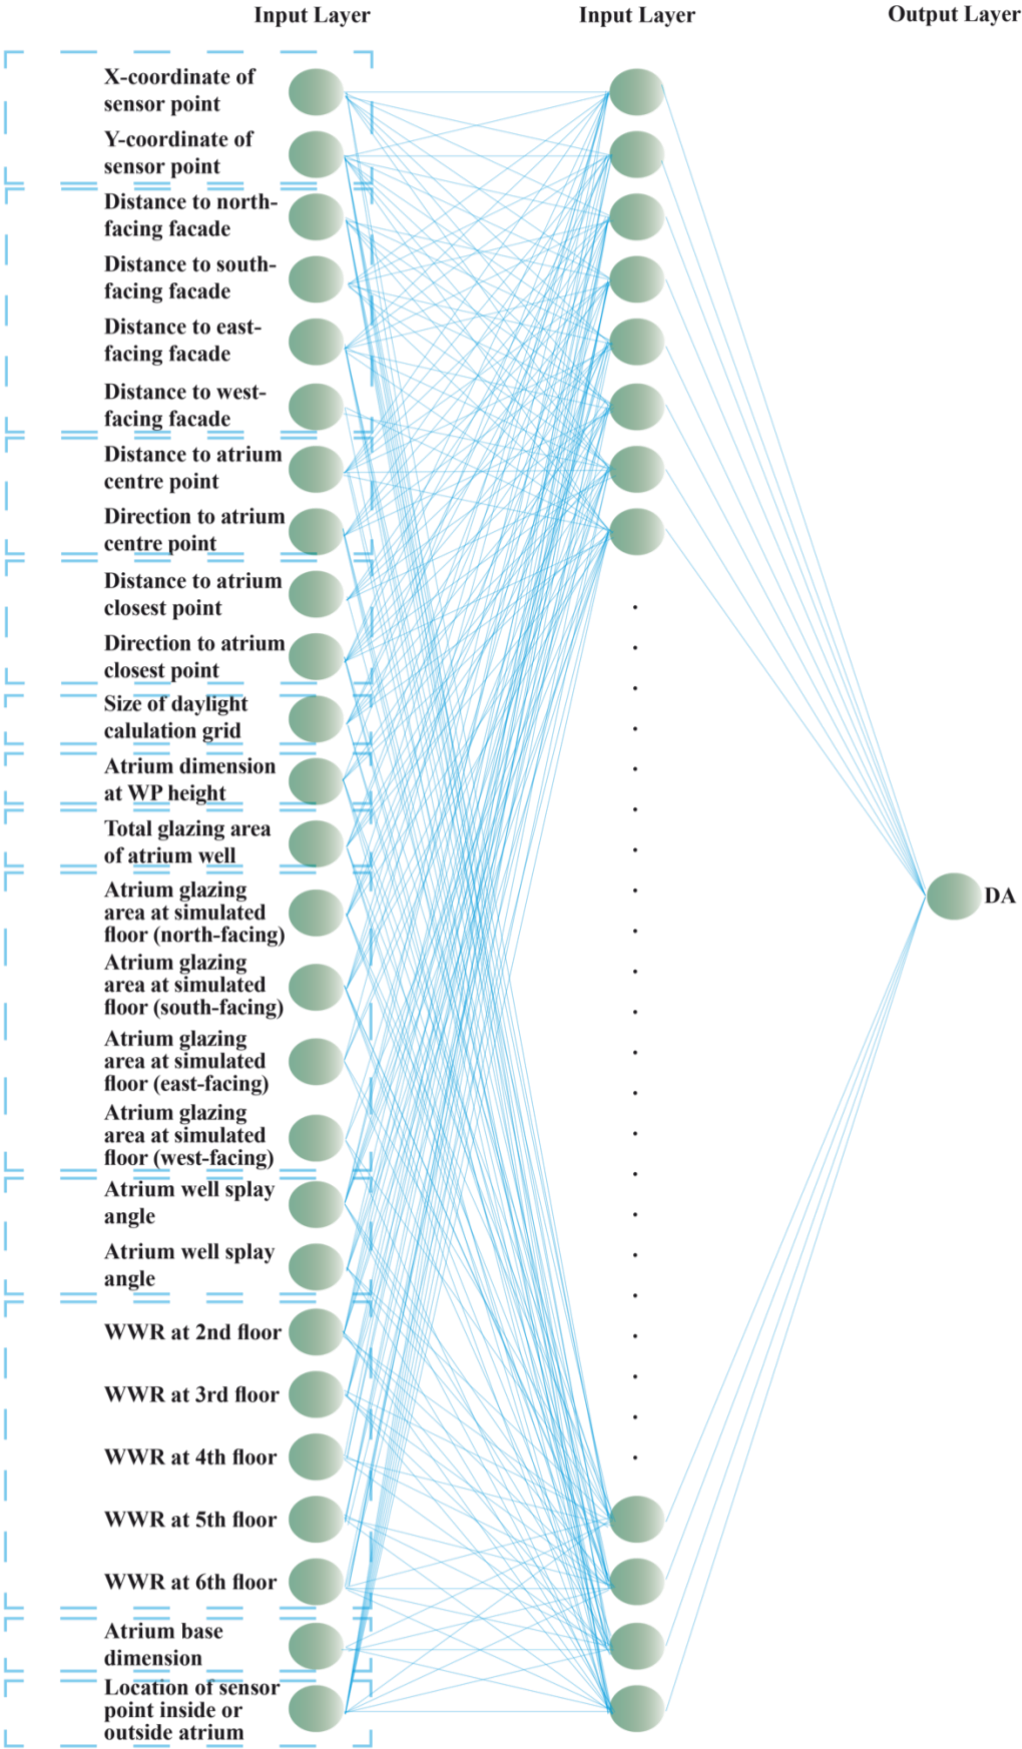 Input Layer
Input Layer
Output Layer
X-coordinate of
sensor point
Y-coordinate of
sensor point
Distance to north-
facing facade
Distance to south-
facing facade
Distance to east-
facing facade
Distance to west-
facing facade
Distance to atrium
centre point
Direction to atrium
centre point
Distance to atrium
closest point
Direction to atrium
closest point
Size of daylight
calulation grid
Atrium dimension
at WP height
Total glazing area
of atrium well
Atrium glazing
area at simulated
floor (north-facing)
Atrium glazing
area at simulated
floor (south-facing)
Atrium glazing
area at simulated
floor (east-facing)
Atrium glazing
area at simulated
floor (west-facing)
Atrium well splay
angle
Atrium well splay
angle
WWR at 2nd floor
WWR at 3rd floor
WWR at 4th floor
WWR at 5th floor
WWR at 6th floor
Atrium base
dimension
Location of sensor
point inside or
outside atrium
DA